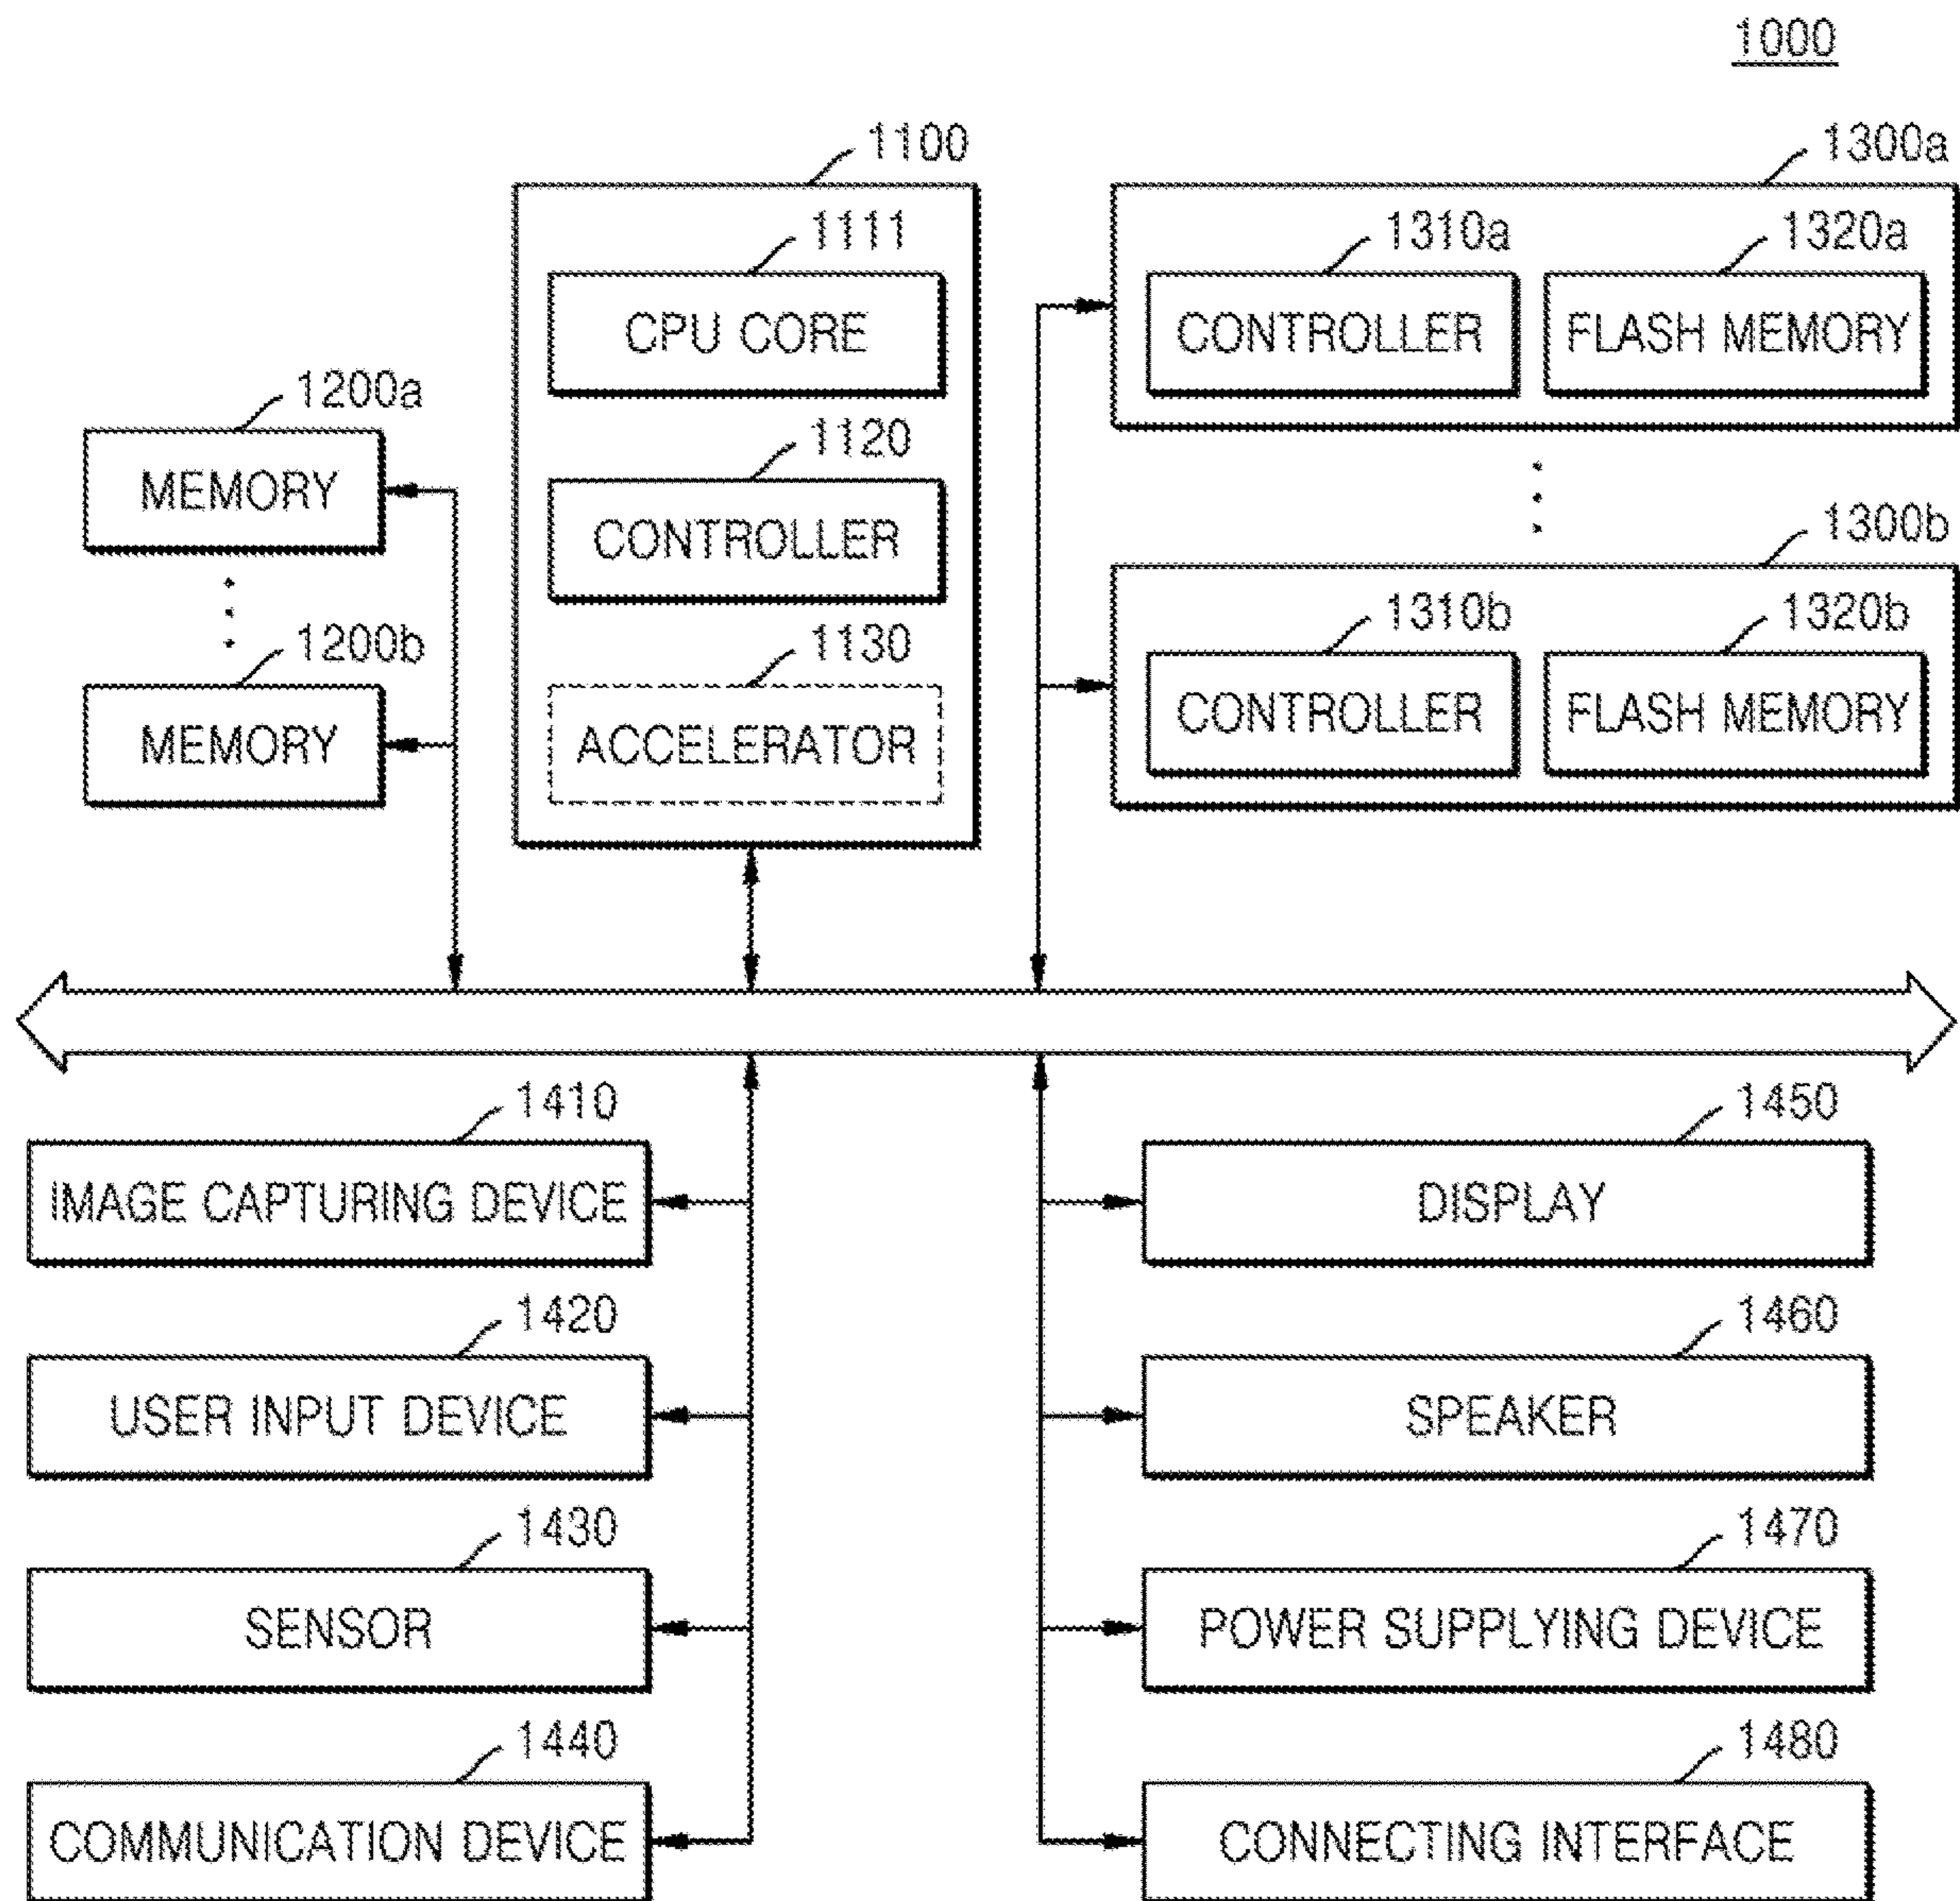 1000
1100
1300a
1111
1310a
1320a
CPU CORE
CONTROLLER
FLASH MEMORY
1200a
1120
MEMORY
CONTROLLER
1300b
1310b
1320b
1200b
1130
CONTROLLER
FLASH MEMORY
MEMORY
ACCELERATOR
1410
1450
IMAGE CAPTURING DEVICE
DISPLAY
1420
1460
USER INPUT DEVICE
SPEAKER
1430
1470
SENSOR
POWER SUPPLYING DEVICE
1440
1480
COMMUNICATION DEVICE
CONNECTING INTERFACE